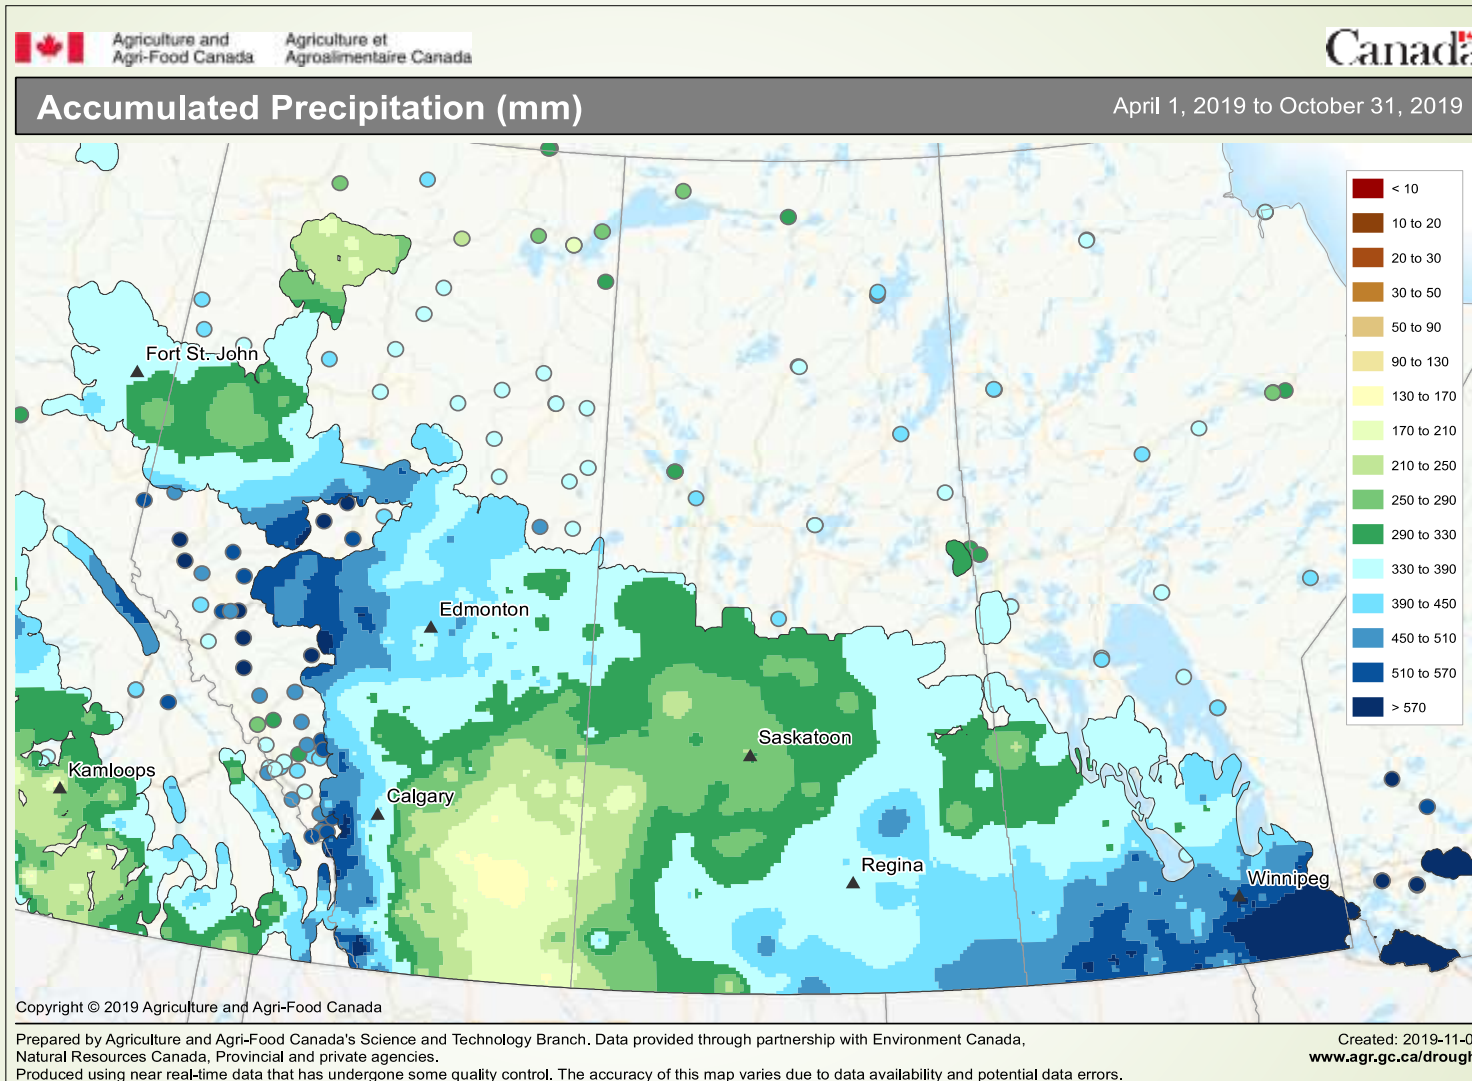 Agriculture and Agriculture et
Agri-Food Canada Agroalimentaire Canada
Canada
Accumulated Precipitation (mm) April 1, 2019 to October 31, 2019
< 10
10 to 20
20 to 30
30 to 50
50 to 90
90 to 130
130 to 170
170 to 210
210 to 250
250 to 290
290 to 330
330 to 390
390 to 450
450 to 510
510 to 570
> 570
Fort St. John
Edmonton
Saskatoon
Kamloops
Calgary
Regina
Winnipeg
Copyright © 2019 Agriculture and Agri-Food Canada
Prepared by Agriculture and Agri-Food Canada's Science and Technology Branch. Data provided through partnership with Environment Canada,
Natural Resources Canada, Provincial and private agencies.
Produced using near real-time data that has undergone some quality control. The accuracy of this map varies due to data availability and potential data errors.
Created: 2019-11-0
www.agr.gc.ca/drough